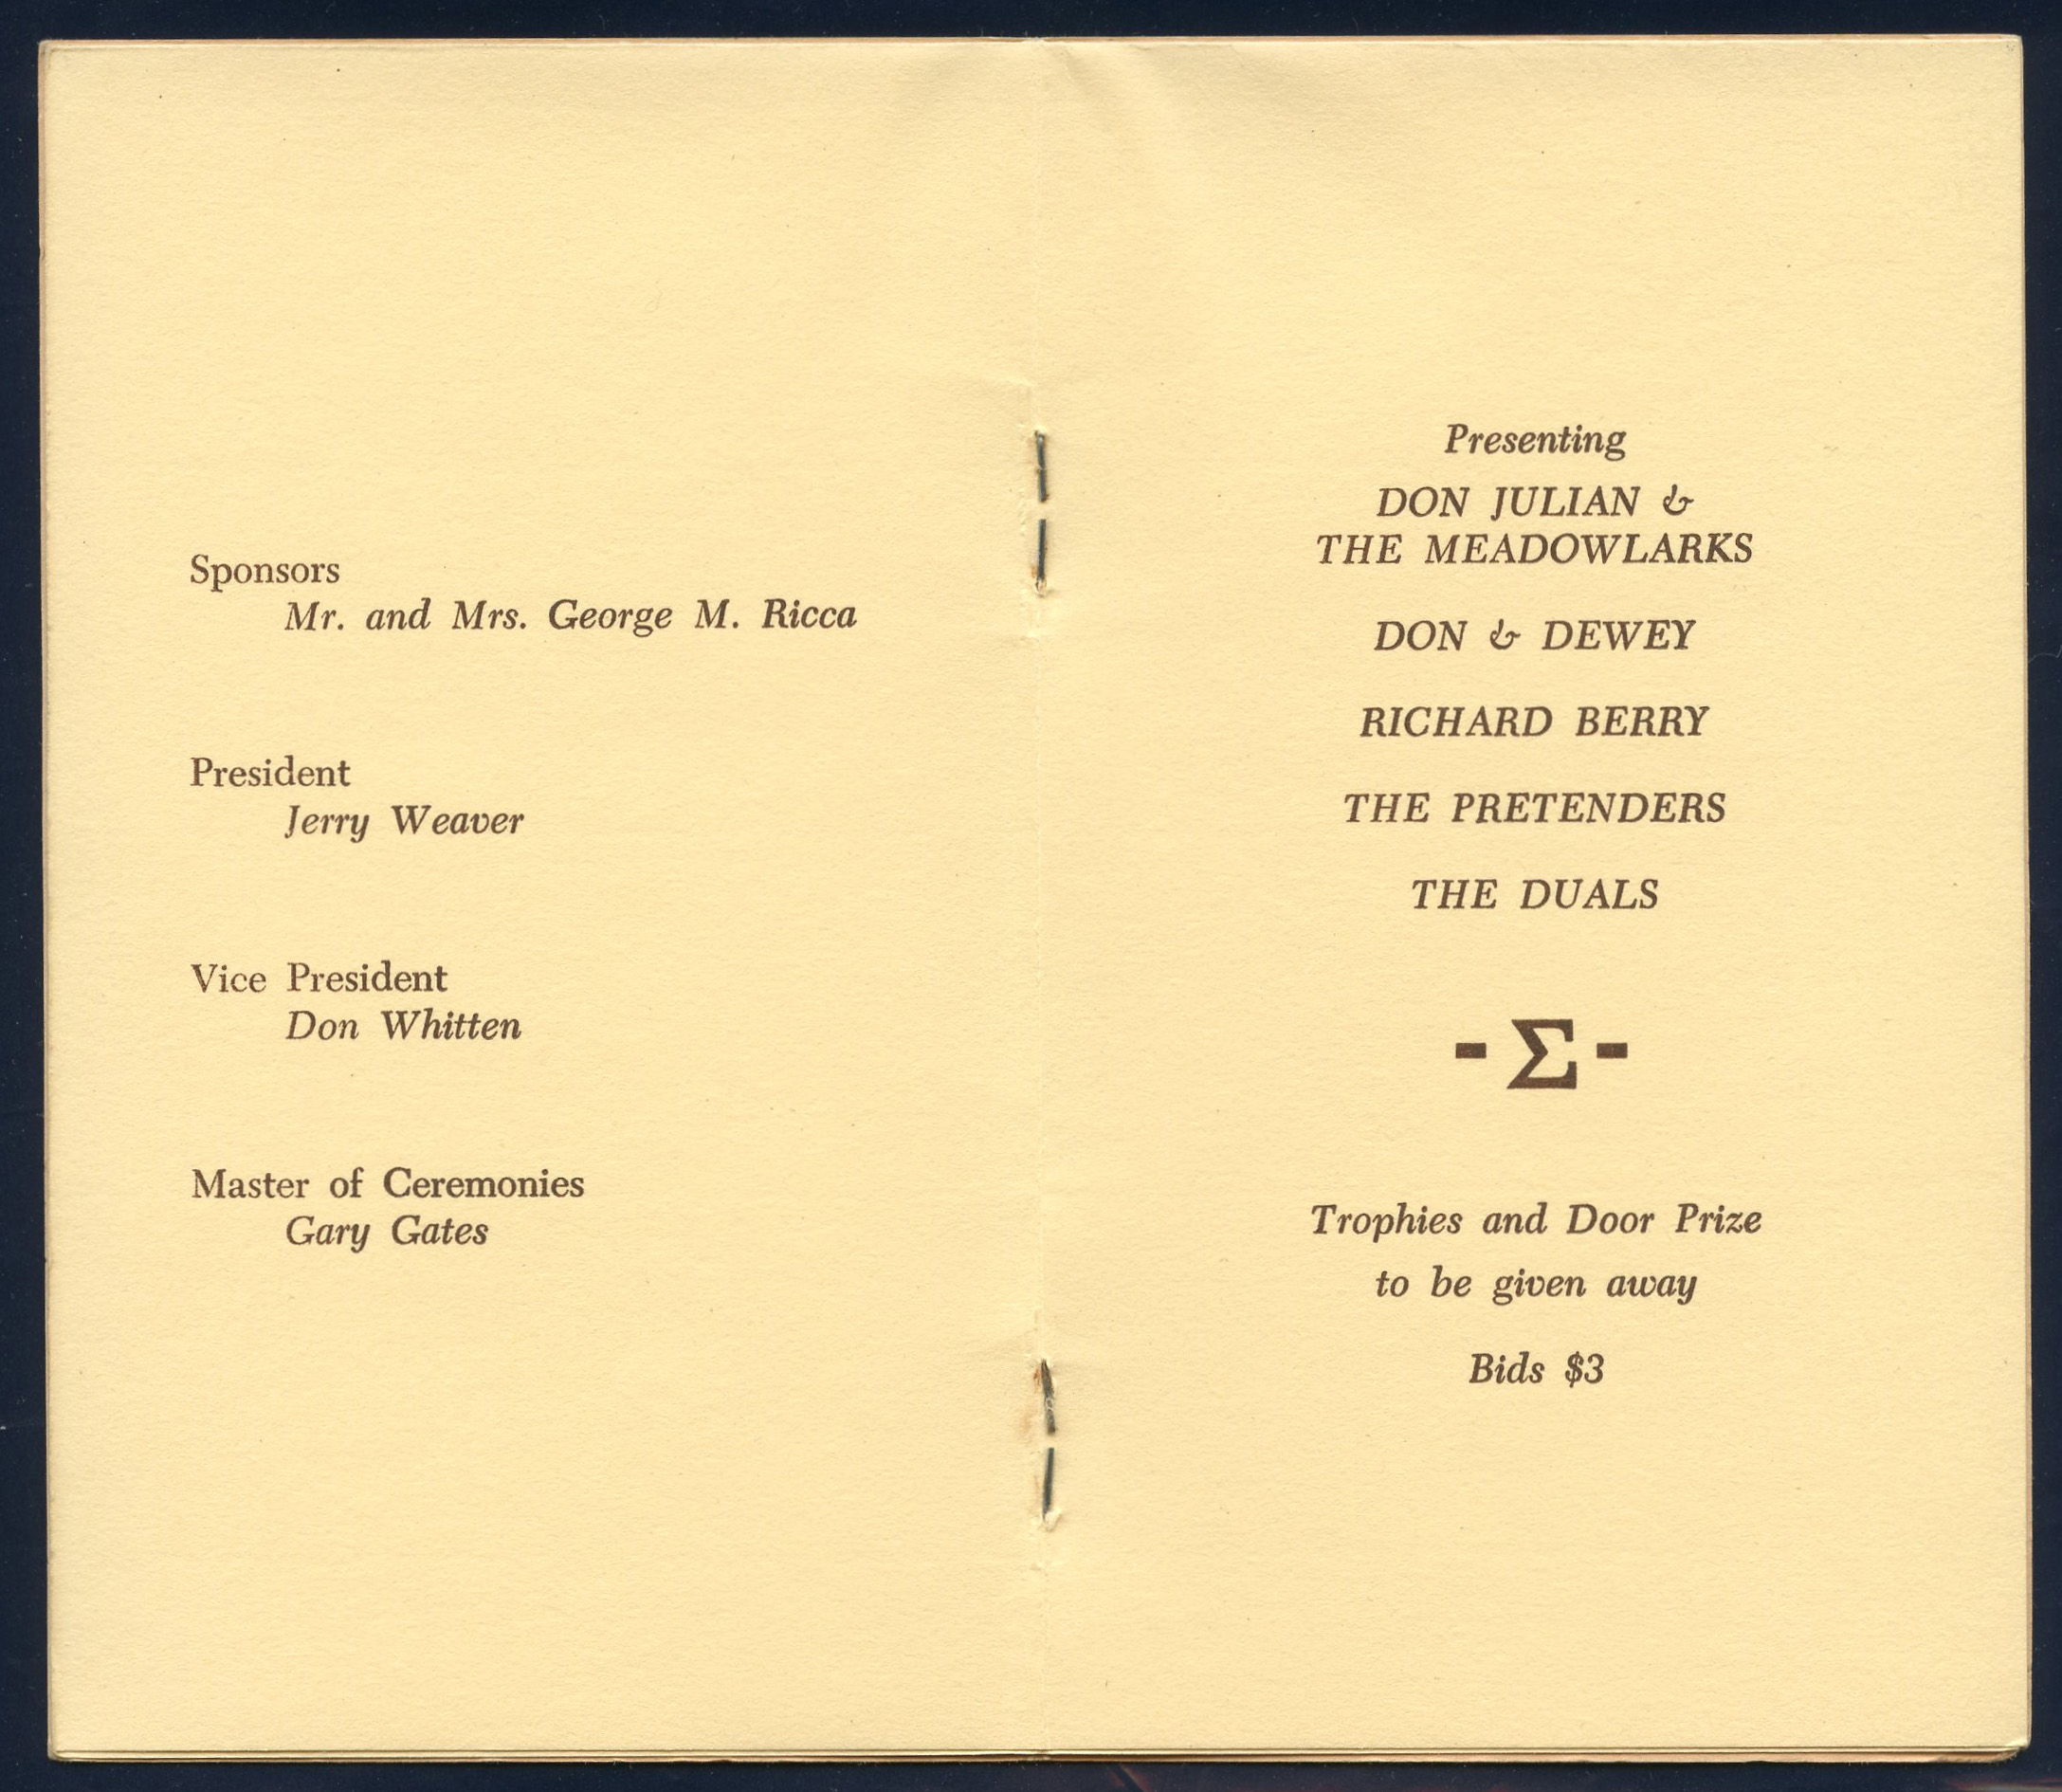 Sponsors
Mr. and Mrs. George M. Ricca
President
Jerry Weaver
Vice President
Don Whitten
Master of Ceremonies
Gary Gates
Presenting
DON JULIAN &
THE MEADOWLARKS
DON & DEWEY
RICHARD BERRY
THE PRETENDERS
THE DUALS
-Σ-
Trophies and Door Prize
to be given away
Bids $3